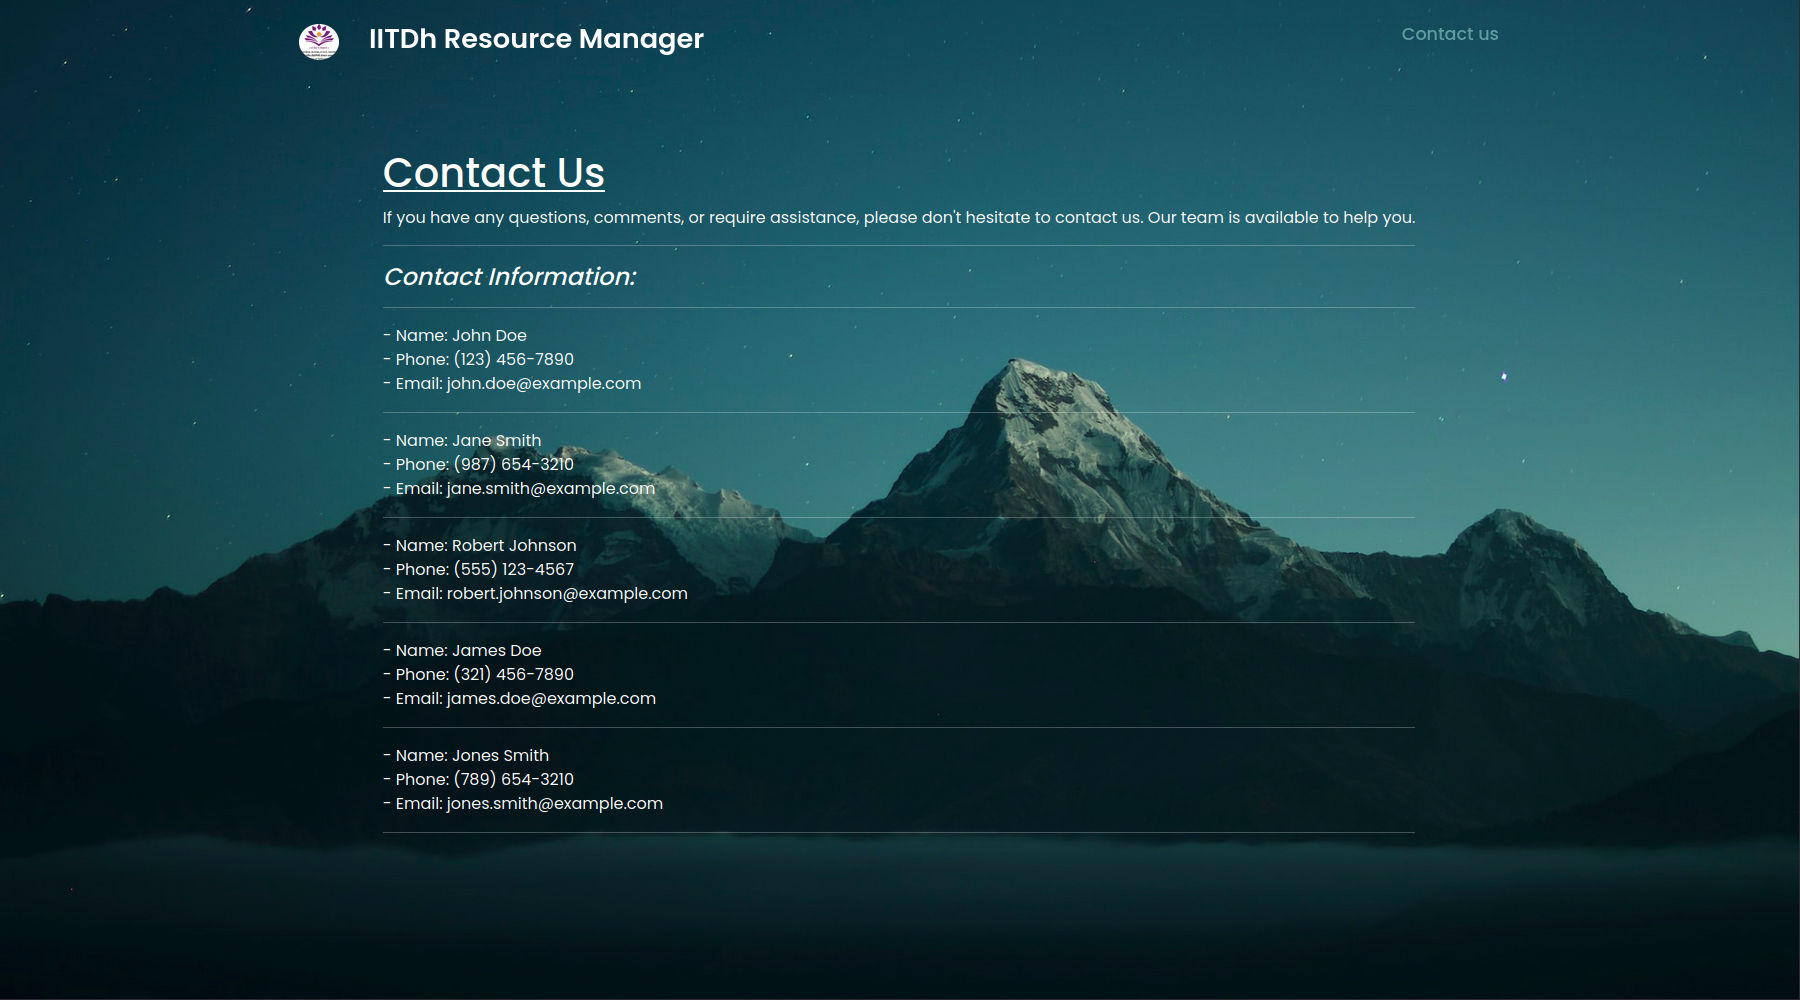 IITDh Resource Manager
Contact us
Contact Us
If you have any questions, comments, or require assistance, please don't hesitate to contact us. Our team is available to help you.
Contact Information:
- Name: John Doe
- Phone: (123) 456-7890
- Email: john.doe@example.com
- Name: Jane Smith
- Phone: (987) 654-3210
- Email: jane.smith@example.com
- Name: Robert Johnson
- Phone: (555) 123-4567
- Email: robert.johnson@example.com
- Name: James Doe
- Phone: (321) 456-7890
- Email: james.doe@example.com
- Name: Jones Smith
- Phone: (789) 654-3210
- Email: jones.smith@example.com